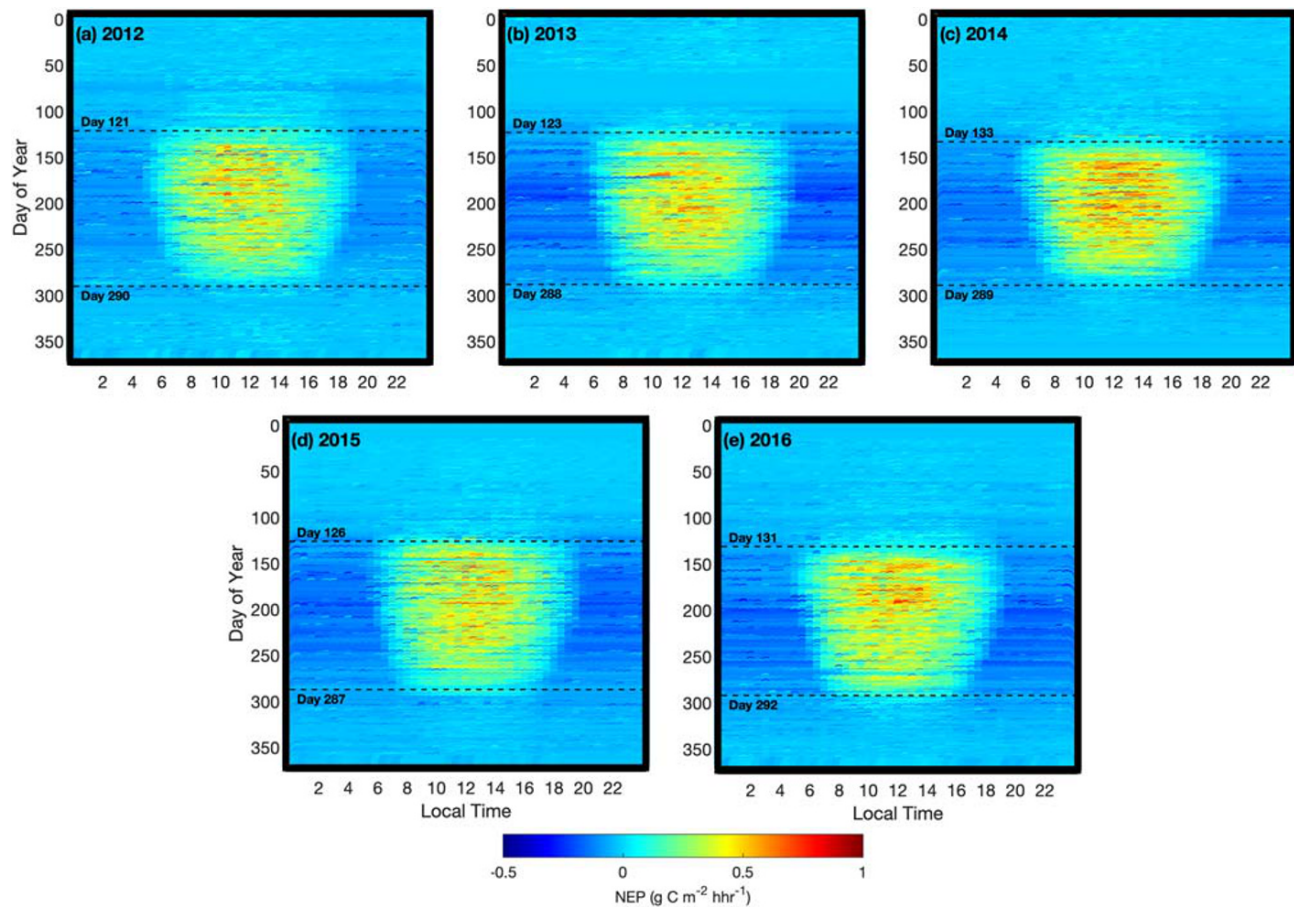 (a) 2012
(b) 2013
(c) 2014
0
50
100
150
200
250
300
350
Day of Year
Day 121
Day 290
2 4 6 8 10 12 14 16 18 20 22
0
50
100
150
200
250
300
350
Day 123
Day 288
2 4 6 8 10 12 14 16 18 20 22
0
50
100
150
200
250
300
350
Day 133
Day 289
2 4 6 8 10 12 14 16 18 20 22
(d) 2015
(e) 2016
0
50
100
150
200
250
300
350
Day of Year
Day 126
Day 287
2 4 6 8 10 12 14 16 18 20 22
Local Time
0
50
100
150
200
250
300
350
Day 131
Day 292
2 4 6 8 10 12 14 16 18 20 22
Local Time
-0.5 0 0.5 1
NEP (g C m⁻² hhr⁻¹)